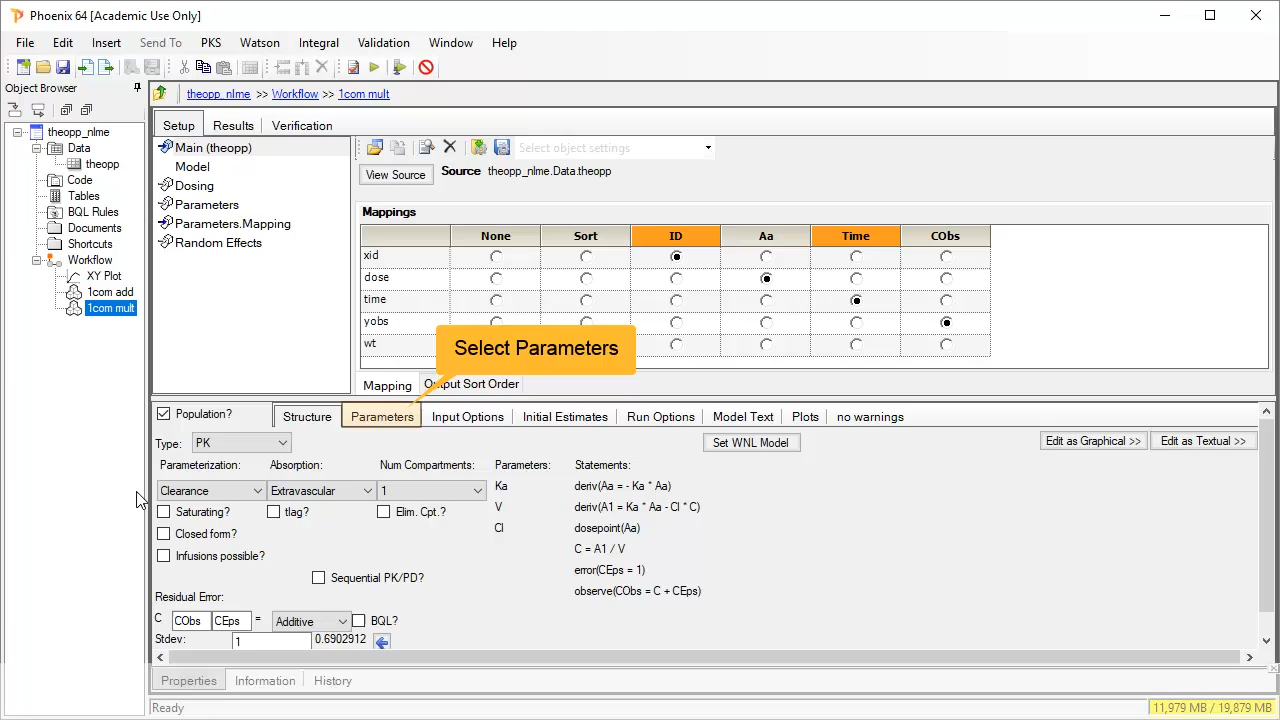 Phoenix 64 [Academic Use Only]
File Edit Insert Send To PKS Watson Integral Validation Window Help
Object Browser
theopp_nlme >> Workflow >> 1com mult
theopp_nlme
Data
theopp
Code
Tables
BQL Rules
Documents
Shortcuts
Workflow
XY Plot
1com add
1com mult
Setup Results Verification
Main (theopp)
Model
Dosing
Parameters
Parameters.Mapping
Random Effects
Select object settings
View Source Source theopp_nlme.Data.theopp
Mappings
None Sort ID Aa Time CObs
xid
dose
time
yobs
wt
Select Parameters
Mapping Output Sort Order
Population? Structure Parameters Input Options Initial Estimates Run Options Model Text Plots no warnings
Type: PK Set WNL Model Edit as Graphical >> Edit as Textual >>
Parameterization: Absorption: Num Compartments: Parameters: Statements:
Clearance Extravascular 1 Ka deriv(Aa = - Ka * Aa)
Saturating? tlag? Elim. Cpt.? V deriv(A1 = Ka * Aa - Cl * C)
Closed form? Cl dosepoint(Aa)
Infusions possible? C = A1 / V
Sequential PK/PD? error(CEps = 1)
Residual Error: observe(CObs = C + CEps)
C CObs CEps = Additive BQL?
Stdev: 1 0.6902912
Properties Information History
Ready 11,979 MB / 19,879 MB